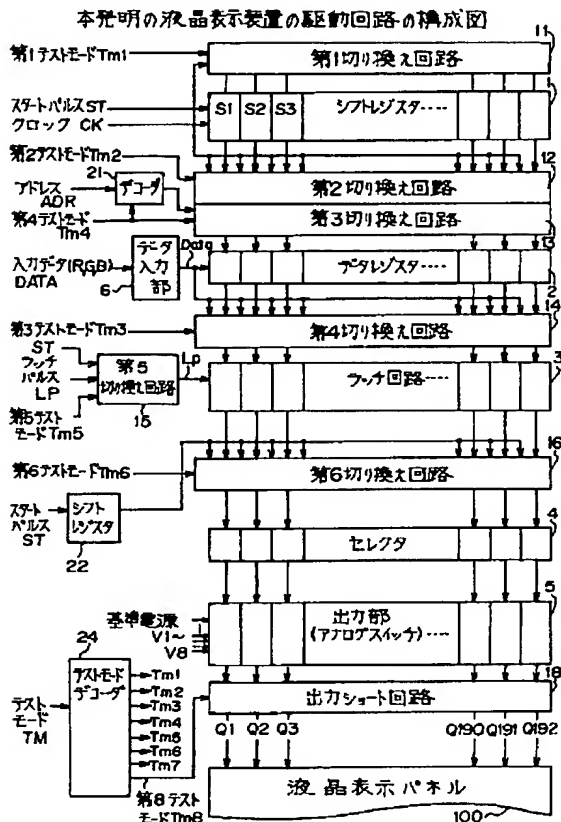 本発明の液晶表示装置の駆動回路の構成図
11
第1テストモードTm1
第1切り換え回路
1
スタートパルスST
クロック CK
S1 S2 S3 シフトレジスタ‥‥
第2テストモードTm2
12
21
アドレス
ADR
デコーダ
第2切り換え回路
第4テストモード
Tm4
第3切り換え回路
13
入力データ(RGB)
DATA
データ
入力
部
6
Data
データレジスタ‥‥
2
14
第3テストモードTm3
第4切り換え回路
ST
ラッチ
パルス
LP
第5テスト
モードTm5
第5
切り換え回路
15
Lp
ラッチ回路‥‥
3
16
第6テストモードTm6
第6切り換え回路
スタート
パルス
ST
シフト
レジスタ
22
4
セレクタ
5
基準電源
V1~
V8
出力部
(アナログスイッチ)‥‥
24
18
テスト
モード
TM
テストモード
デコーダ
Tm1
Tm2
Tm3
Tm4
Tm5
Tm6
Tm7
第8テスト
モードTm8
出力ショート回路
Q1 Q2 Q3 Q190 Q191 Q192
液晶表示パネル
100